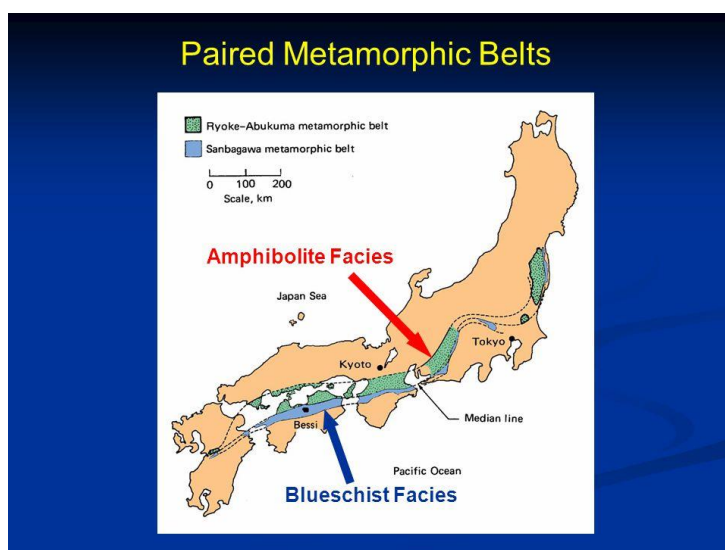 Paired Metamorphic Belts
Ryoke-Abukuma metamorphic belt
Sanbagawa metamorphic belt
0 100 200
Scale, km
Amphibolite Facies
Japan Sea
Tokyo
Kyoto
Median line
Bessi
Pacific Ocean
Blueschist Facies